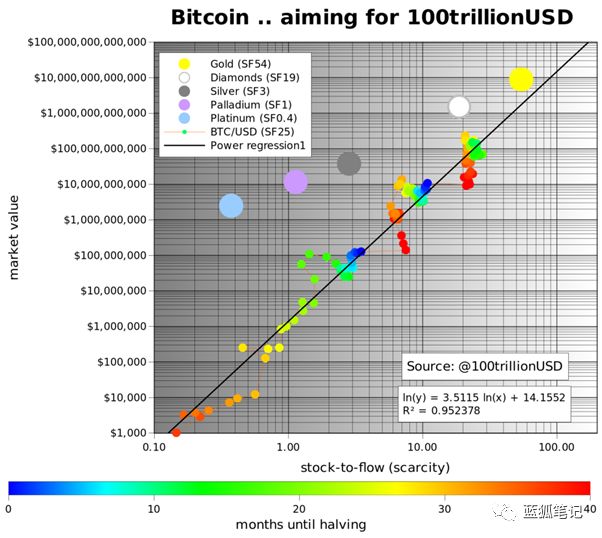 Bitcoin .. aiming for 100trillionUSD
$100,000,000,000,000
$10,000,000,000,000
$1,000,000,000,000
$100,000,000,000
$10,000,000,000
$1,000,000,000
$100,000,000
$10,000,000
$1,000,000
$100,000
$10,000
$1,000
market value
Gold (SF54)
Diamonds (SF19)
Silver (SF3)
Palladium (SF1)
Platinum (SF0.4)
BTC/USD (SF25)
Power regression1
Source: @100trillionUSD
ln(y) = 3.5115 ln(x) + 14.1552
R² = 0.952378
0.10 1.00 10.00 100.00
stock-to-flow (scarcity)
0 10 20 30 40
months until halving
蓝狐笔记